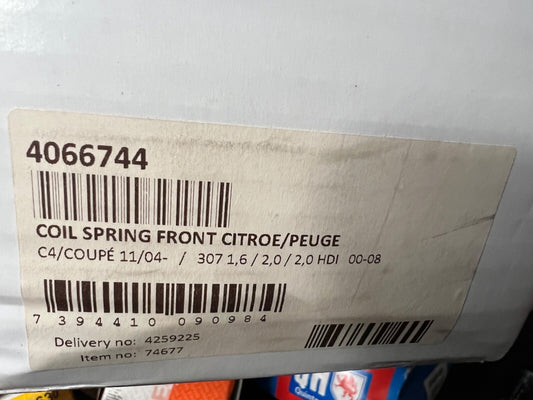 4066744
COIL SPRING FRONT CITROE/PEUGE
C4/COUPÉ 11/04- / 307 1,6 / 2,0 / 2,0 HDI 00-08
7 394410 090984
Delivery no: 4259225
Item no: 74677